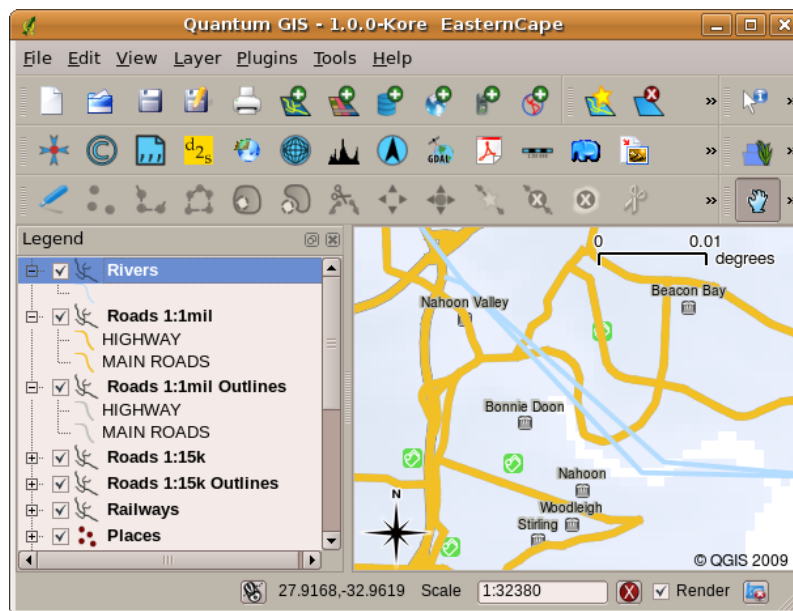 Quantum GIS - 1.0.0-Kore EasternCape
File Edit View Layer Plugins Tools Help
d2s
GDAL
Legend
Rivers
Roads 1:1mil
HIGHWAY
MAIN ROADS
Roads 1:1mil Outlines
HIGHWAY
MAIN ROADS
Roads 1:15k
Roads 1:15k Outlines
Railways
Places
0 0.01
degrees
Beacon Bay
Nahoon Valley
Bonnie Doon
Nahoon
Woodleigh
Stirling
N
© QGIS 2009
27.9168,-32.9619 Scale 1:32380 Render